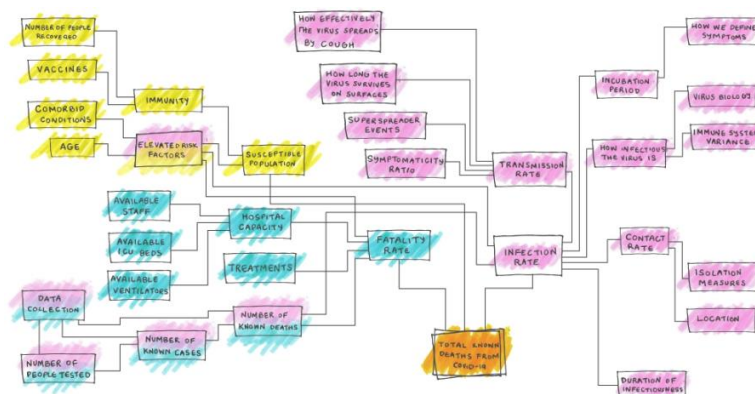 NUMBER OF PEOPLE
RECOVERED
VACCINES
COMORBID
CONDITIONS
AGE
IMMUNITY
ELEVATED RISK
FACTORS
SUSCEPTIBLE
POPULATION
HOW EFFECTIVELY
THE VIRUS SPREADS
BY COUGH
HOW LONG THE
VIRUS SURVIVES
ON SURFACES
SUPERSPREADER
EVENTS
SYMPTOMATICITY
RATIO
TRANSMISSION
RATE
HOW WE DEFINE
SYMPTOMS
INCUBATION
PERIOD
VIRUS BIOLOGY
HOW INFECTIOUS
THE VIRUS IS
IMMUNE SYSTEM
VARIANCE
AVAILABLE
STAFF
AVAILABLE
ICU BEDS
AVAILABLE
VENTILATORS
HOSPITAL
CAPACITY
TREATMENTS
FATALITY
RATE
INFECTION
RATE
CONTACT
RATE
ISOLATION
MEASURES
LOCATION
DATA
COLLECTION
NUMBER OF
PEOPLE TESTED
NUMBER OF
KNOWN CASES
NUMBER OF
KNOWN DEATHS
TOTAL KNOWN
DEATHS FROM
COVID-19
DURATION OF
INFECTIOUSNESS